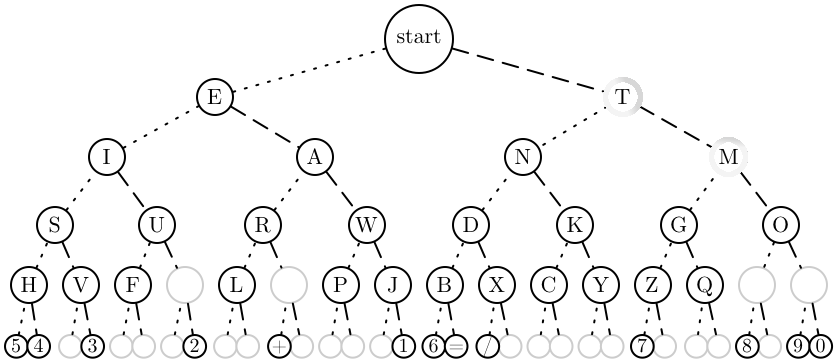 start
E T
I A N M
S U R W D K G O
H V F L P J B X C Y Z Q
5 4 3 2 + 1 6 = / 7 8 9 0